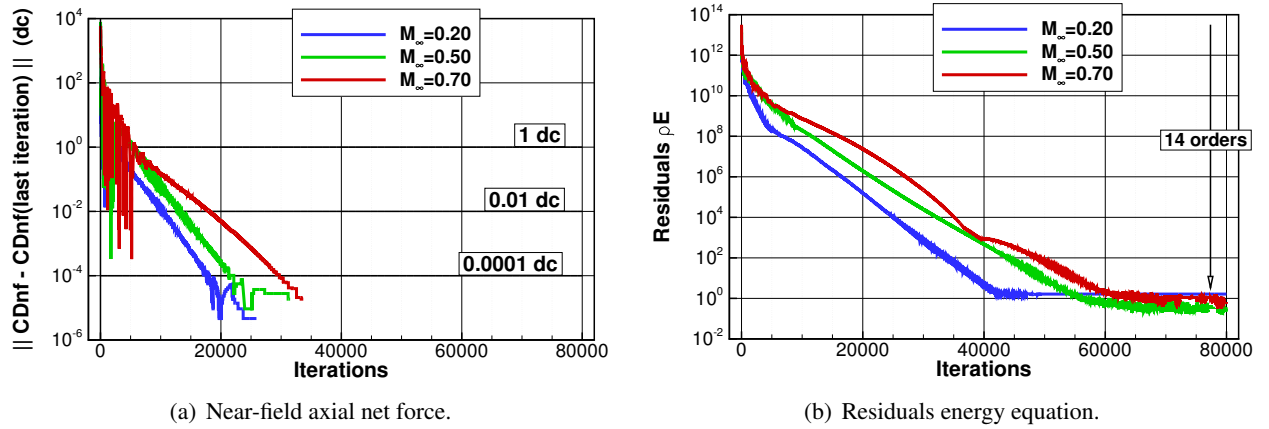 || CDnf - CDnf(last iteration) || (dc)
10^4
10^2
10^0
10^-2
10^-4
10^-6
M∞=0.20
M∞=0.50
M∞=0.70
1 dc
0.01 dc
0.0001 dc
0 20000 40000 60000 80000
Iterations
(a) Near-field axial net force.
Residuals ρE
10^14
10^12
10^10
10^8
10^6
10^4
10^2
10^0
10^-2
M∞=0.20
M∞=0.50
M∞=0.70
14 orders
0 20000 40000 60000 80000
Iterations
(b) Residuals energy equation.